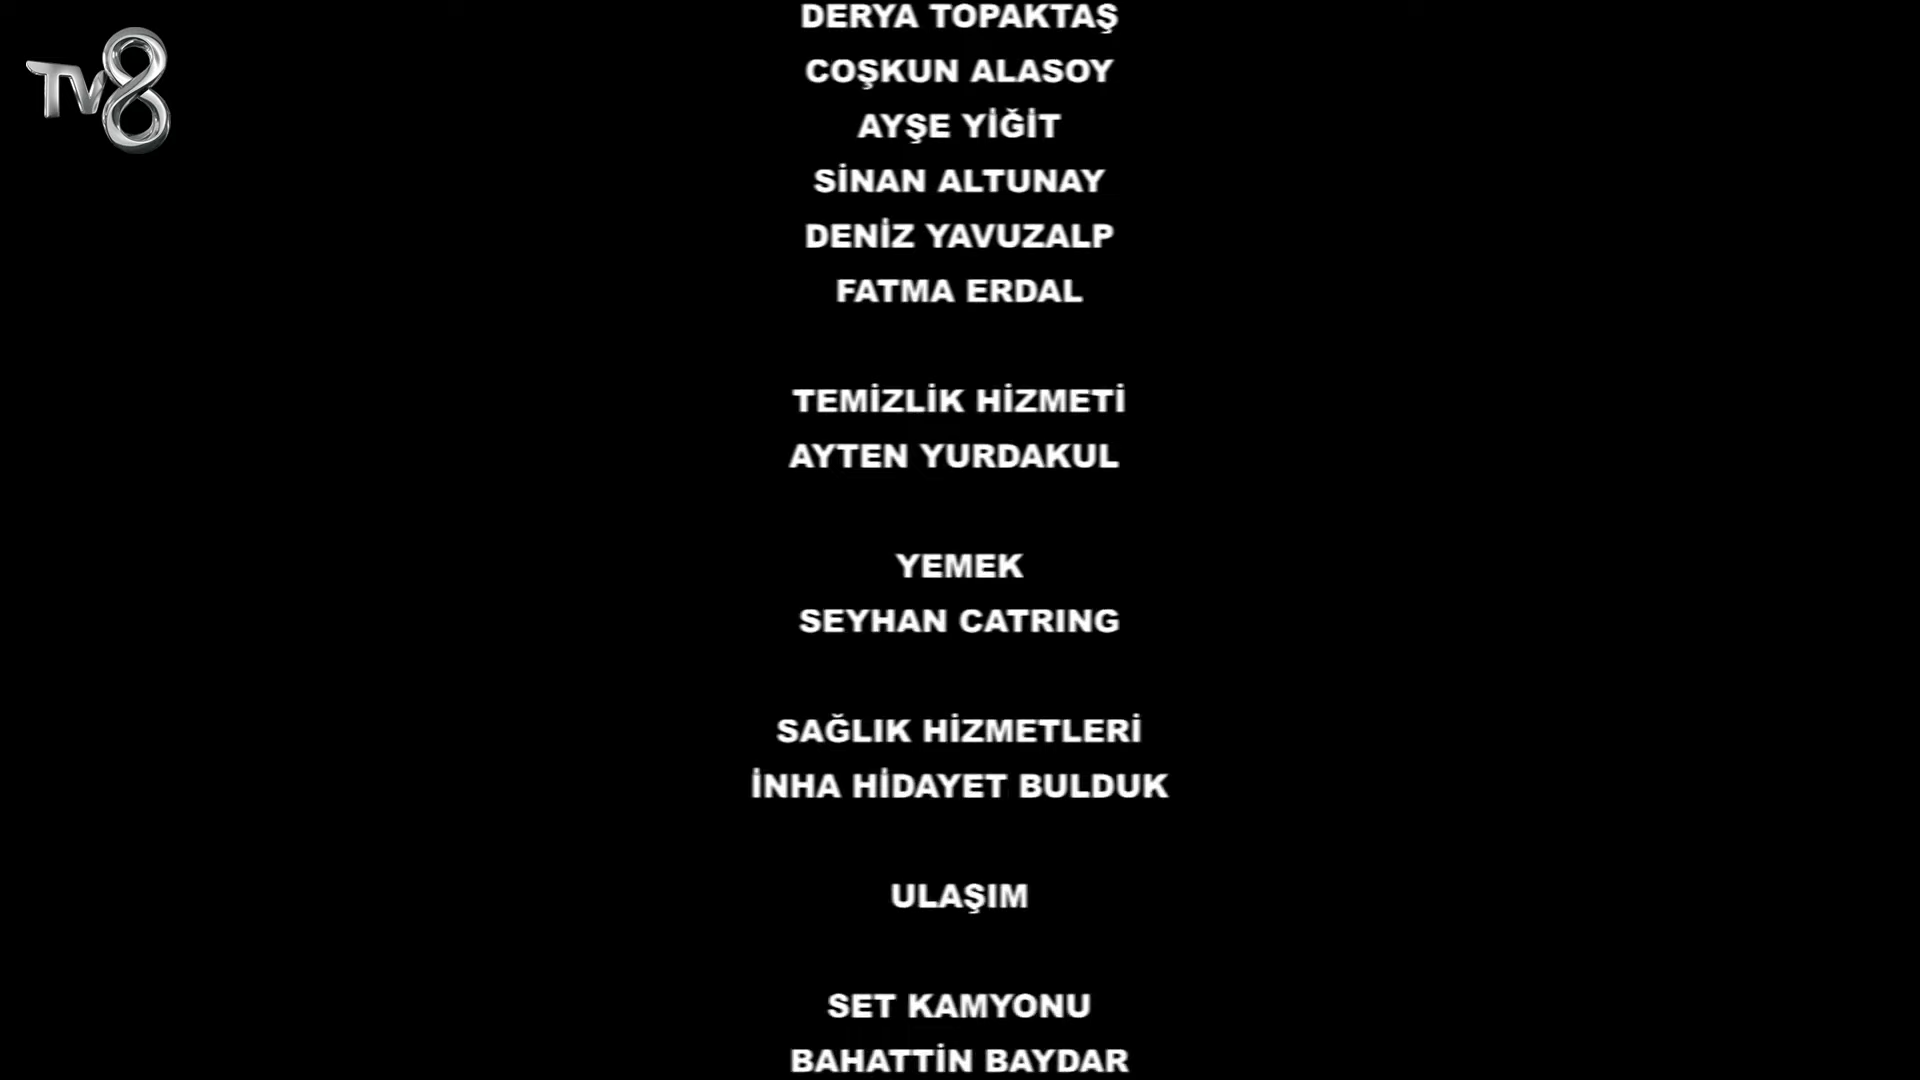 TV8
DERYA TOPAKTAŞ
COŞKUN ALASOY
AYŞE YİĞİT
SİNAN ALTUNAY
DENİZ YAVUZALP
FATMA ERDAL
TEMİZLİK HİZMETİ
AYTEN YURDAKUL
YEMEK
SEYHAN CATRING
SAĞLIK HİZMETLERİ
İNHA HİDAYET BULDUK
ULAŞIM
SET KAMYONU
BAHATTİN BAYDAR